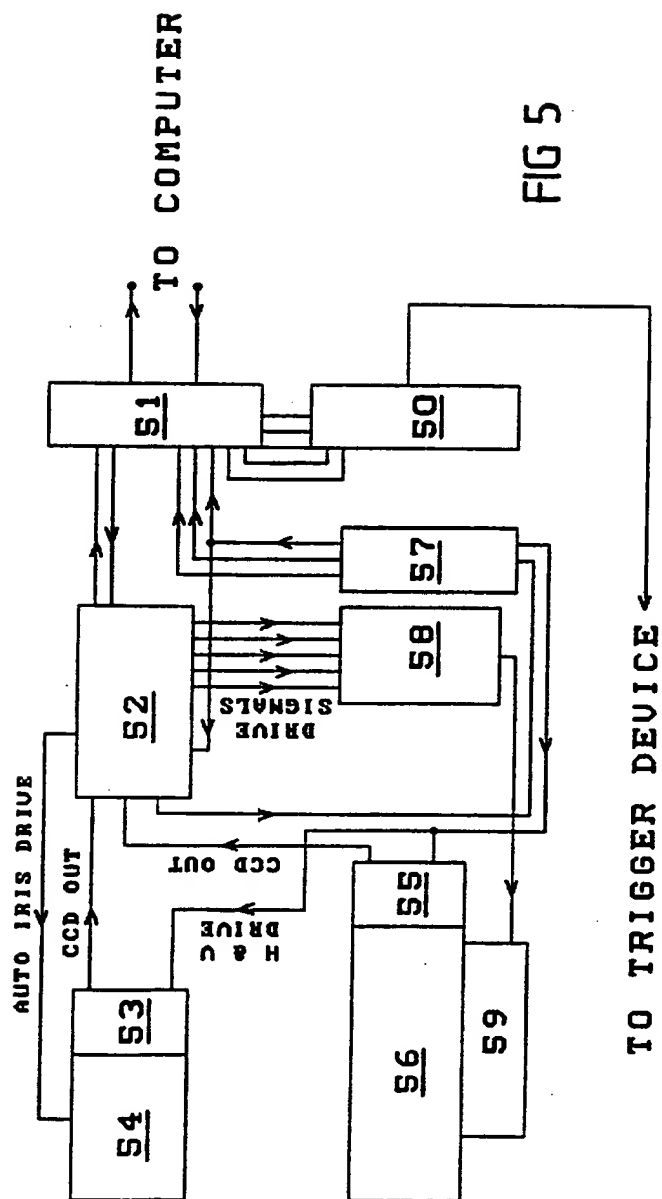 AUTO IRIS DRIVE
CCD OUT
54
53
H & V
DRIVE
52
CCD OUT
DRIVE
SIGNALS
56
55
59
58
57
51
50
TO COMPUTER
TO TRIGGER DEVICE
FIG 5